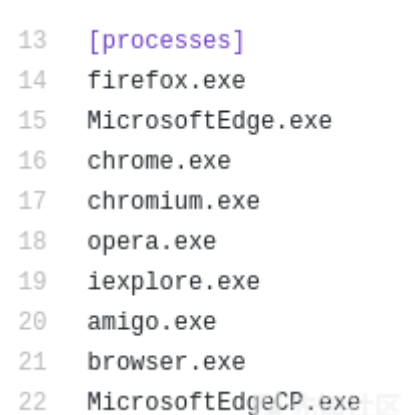 13 [processes]
14 firefox.exe
15 MicrosoftEdge.exe
16 chrome.exe
17 chromium.exe
18 opera.exe
19 iexplore.exe
20 amigo.exe
21 browser.exe
22 MicrosoftEdgeCP.exe